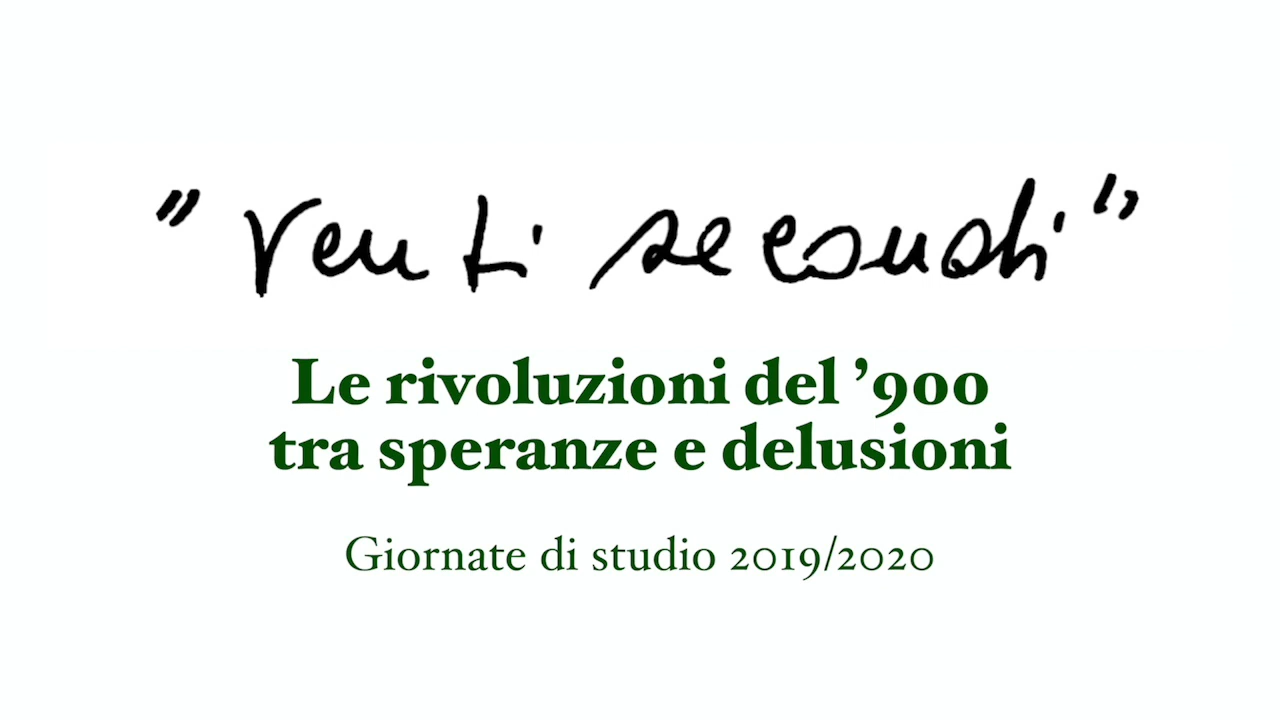 "venti secondi"
Le rivoluzioni del ’900
tra speranze e delusioni
Giornate di studio 2019/2020